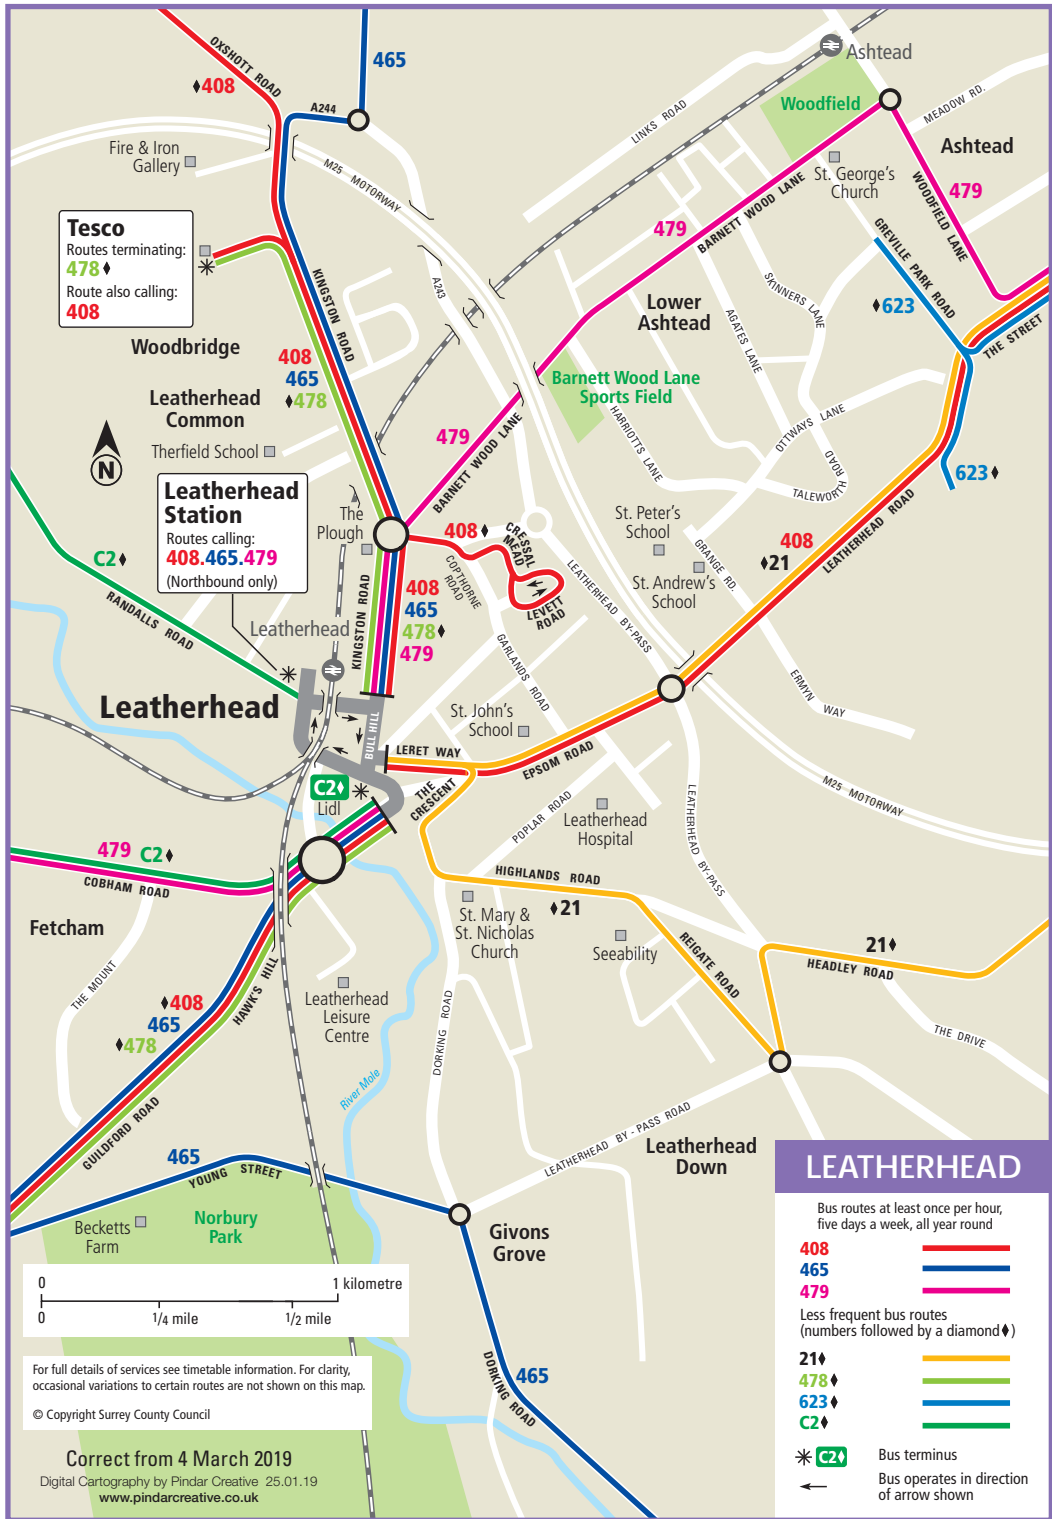 OXSHOTT ROAD
♦408
465
A244
Fire & Iron
Gallery
M25 MOTORWAY
A243
LINKS ROAD
Ashtead
Woodfield
MEADOW RD.
Ashtead
St. George's
Church
WOODFIELD LANE
479
479
BARNETT WOOD LANE
GREVILLE PARK ROAD
♦623
THE STREET
SKINNERS LANE
AGATES LANE
Lower
Ashtead
Tesco
Routes terminating:
478♦
Route also calling:
408
KINGSTON ROAD
Woodbridge
408
465
♦478
Leatherhead
Common
Therfield School
N
Barnett Wood Lane
Sports Field
HARRIOTTS LANE
OTTWAYS LANE
TALEWORTH ROAD
623♦
479
BARNETT WOOD LANE
Leatherhead
Station
Routes calling:
408.465.479
(Northbound only)
The
Plough
408♦
CRESSAL
MEAD
COPTHORNE
ROAD
LEVETT
ROAD
LEATHERHEAD BY-PASS
St. Peter's
School
St. Andrew's
School
GRANGE RD.
408
♦21
LEATHERHEAD ROAD
C2♦
RANDALLS ROAD
Leatherhead
KINGSTON ROAD
408
465
478♦
479
GARLANDS ROAD
ERMYN WAY
Leatherhead
BULL HILL
St. John's
School
LERET WAY
EPSOM ROAD
M25 MOTORWAY
C2♦
Lidl
THE
CRESCENT
POPLAR ROAD
Leatherhead
Hospital
LEATHERHEAD BY-PASS
479 C2♦
COBHAM ROAD
HIGHLANDS ROAD
♦21
Fetcham
St. Mary &
St. Nicholas
Church
Seeability
REIGATE ROAD
21♦
HEADLEY ROAD
THE MOUNT
HAWK'S HILL
Leatherhead
Leisure
Centre
♦408
465
♦478
DORKING ROAD
THE DRIVE
River Mole
GUILDFORD ROAD
LEATHERHEAD BY - PASS ROAD
Leatherhead
Down
465
YOUNG STREET
Becketts
Farm
Norbury
Park
Givons
Grove
465
DORKING ROAD
0
1 kilometre
0
1/4 mile
1/2 mile
For full details of services see timetable information. For clarity,
occasional variations to certain routes are not shown on this map.
© Copyright Surrey County Council
Correct from 4 March 2019
Digital Cartography by Pindar Creative 25.01.19
www.pindarcreative.co.uk
LEATHERHEAD
Bus routes at least once per hour,
five days a week, all year round
408
465
479
Less frequent bus routes
(numbers followed by a diamond♦)
21♦
478♦
623♦
C2♦
C2♦ Bus terminus
Bus operates in direction
of arrow shown